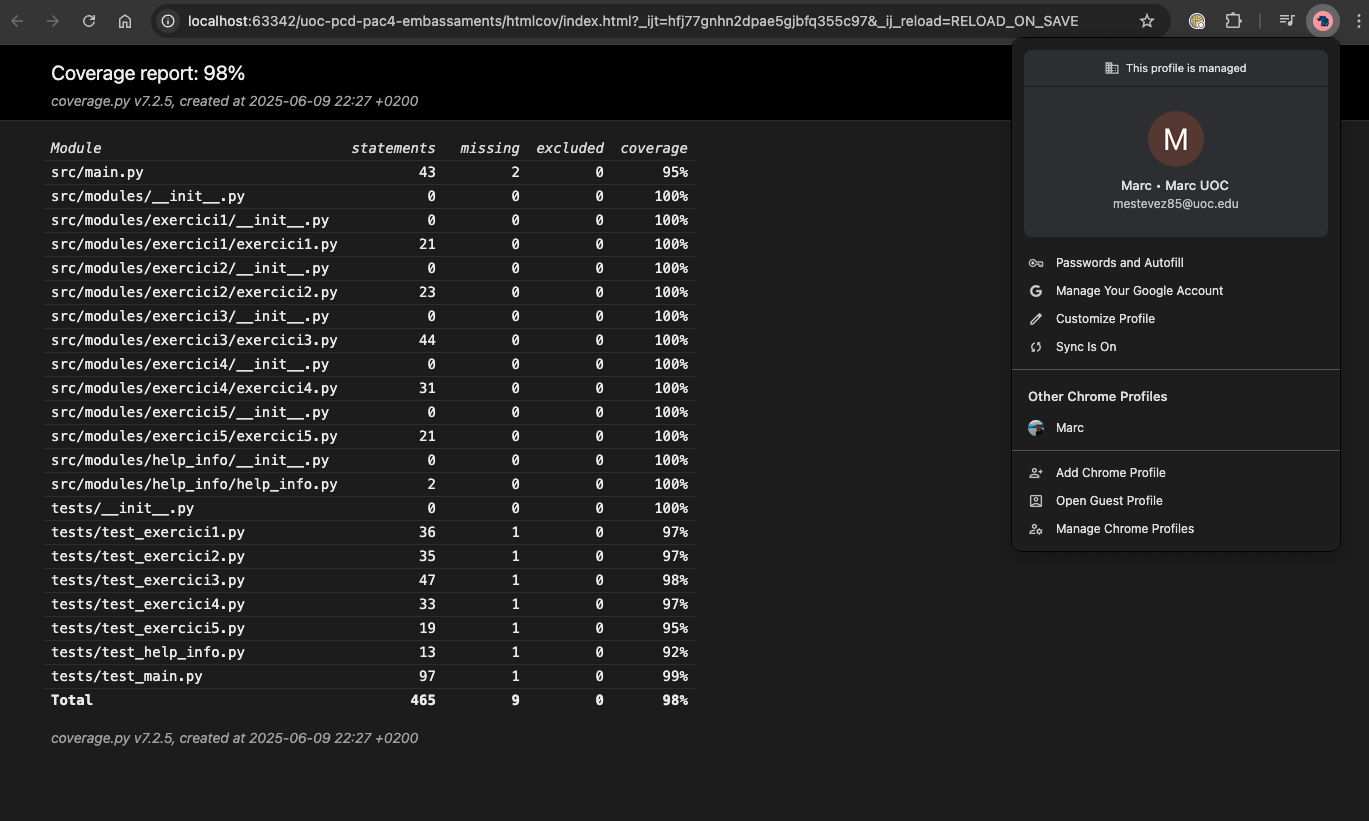 localhost:63342/uoc-pcd-pac4-embassaments/htmlcov/index.html?_ijt=hfj77gnhn2dpae5gjbfq355c97&_ij_reload=RELOAD_ON_SAVE
Coverage report: 98%
coverage.py v7.2.5, created at 2025-06-09 22:27 +0200
Module statements missing excluded coverage
src/main.py 43 2 0 95%
src/modules/__init__.py 0 0 0 100%
src/modules/exercici1/__init__.py 0 0 0 100%
src/modules/exercici1/exercici1.py 21 0 0 100%
src/modules/exercici2/__init__.py 0 0 0 100%
src/modules/exercici2/exercici2.py 23 0 0 100%
src/modules/exercici3/__init__.py 0 0 0 100%
src/modules/exercici3/exercici3.py 44 0 0 100%
src/modules/exercici4/__init__.py 0 0 0 100%
src/modules/exercici4/exercici4.py 31 0 0 100%
src/modules/exercici5/__init__.py 0 0 0 100%
src/modules/exercici5/exercici5.py 21 0 0 100%
src/modules/help_info/__init__.py 0 0 0 100%
src/modules/help_info/help_info.py 2 0 0 100%
tests/__init__.py 0 0 0 100%
tests/test_exercici1.py 36 1 0 97%
tests/test_exercici2.py 35 1 0 97%
tests/test_exercici3.py 47 1 0 98%
tests/test_exercici4.py 33 1 0 97%
tests/test_exercici5.py 19 1 0 95%
tests/test_help_info.py 13 1 0 92%
tests/test_main.py 97 1 0 99%
Total 465 9 0 98%
coverage.py v7.2.5, created at 2025-06-09 22:27 +0200
This profile is managed
M
Marc • Marc UOC
mestevez85@uoc.edu
Passwords and Autofill
Manage Your Google Account
Customize Profile
Sync Is On
Other Chrome Profiles
Marc
Add Chrome Profile
Open Guest Profile
Manage Chrome Profiles